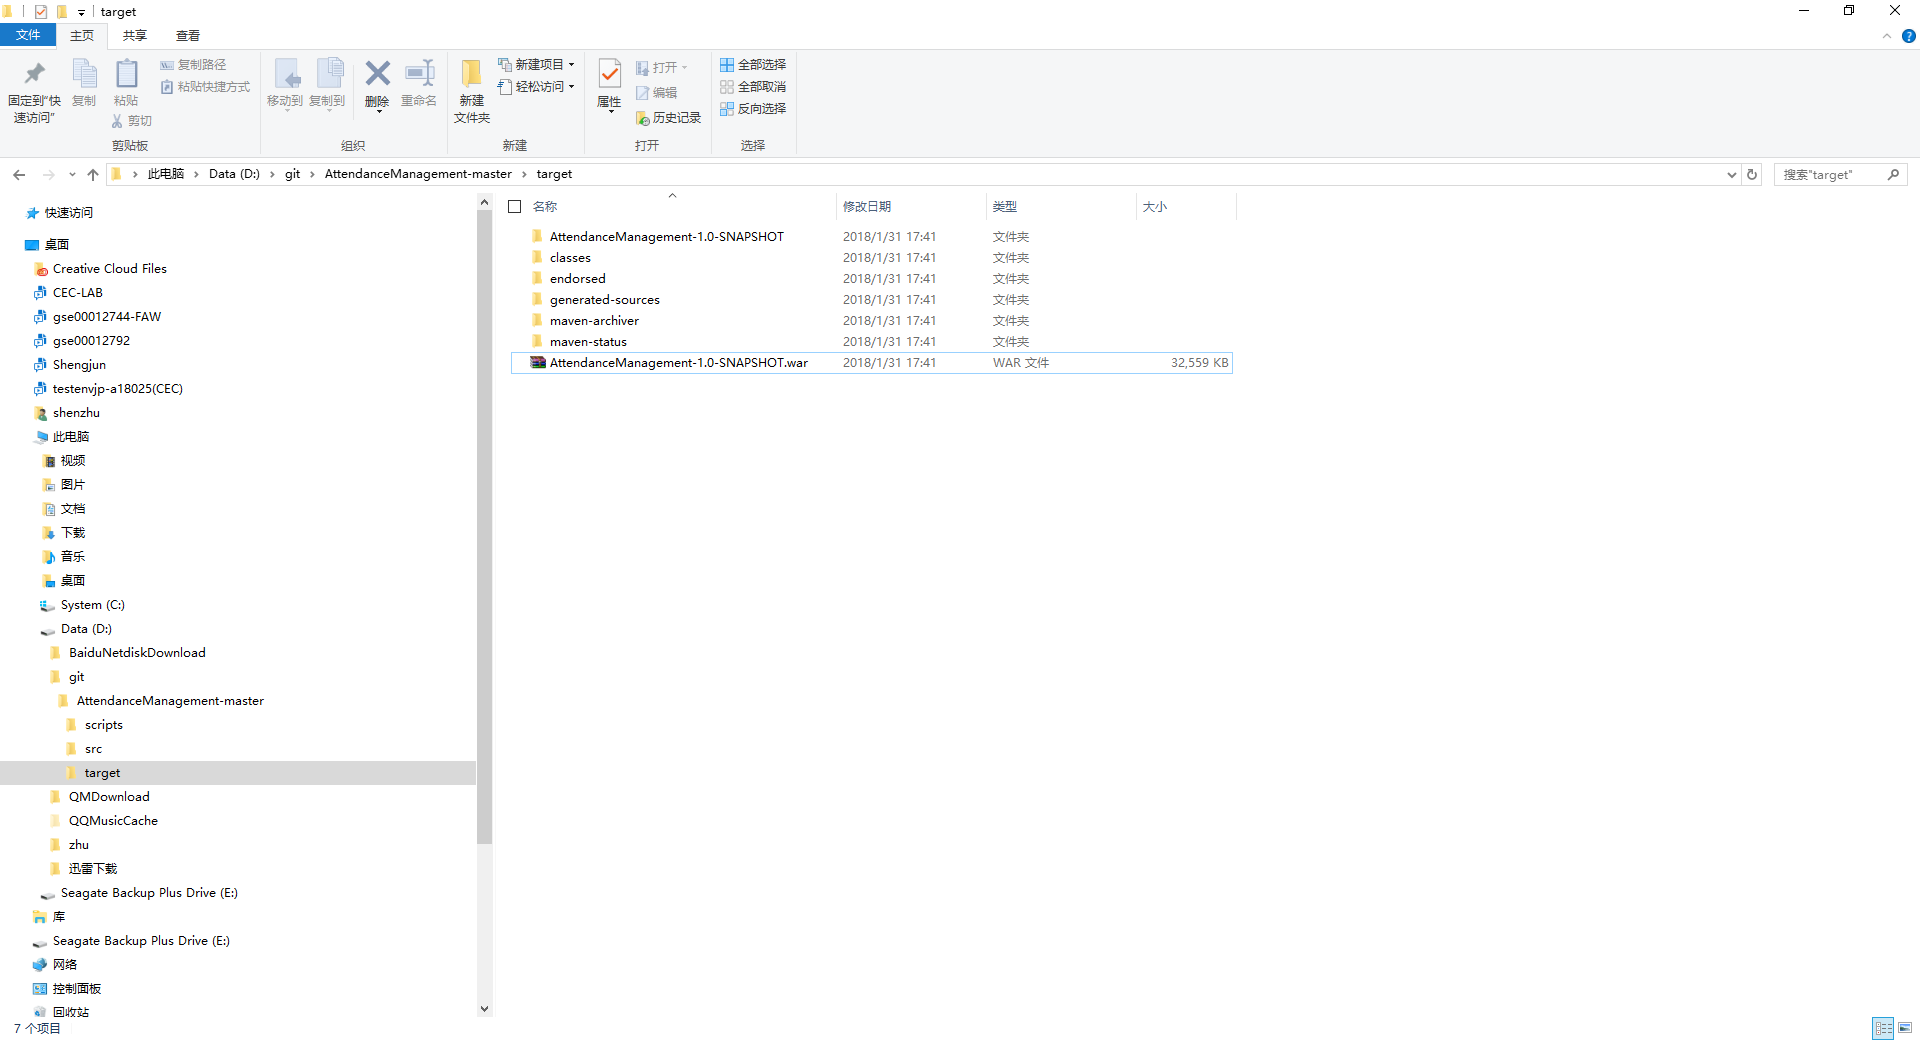 target
文件 主页 共享 查看
固定到"快速访问"
复制
粘贴
复制路径
粘贴快捷方式
剪切
剪贴板
移动到
复制到
删除
重命名
组织
新建文件夹
新建项目
轻松访问
新建
属性
打开
编辑
历史记录
打开
全部选择
全部取消
反向选择
选择
此电脑 › Data (D:) › git › AttendanceManagement-master › target
搜索"target"
快速访问
桌面
Creative Cloud Files
CEC-LAB
gse00012744-FAW
gse00012792
Shengjun
testenvjp-a18025(CEC)
shenzhu
此电脑
视频
图片
文档
下载
音乐
桌面
System (C:)
Data (D:)
BaiduNetdiskDownload
git
AttendanceManagement-master
scripts
src
target
QMDownload
QQMusicCache
zhu
迅雷下载
Seagate Backup Plus Drive (E:)
库
Seagate Backup Plus Drive (E:)
网络
控制面板
回收站
名称 修改日期 类型 大小
AttendanceManagement-1.0-SNAPSHOT 2018/1/31 17:41 文件夹
classes 2018/1/31 17:41 文件夹
endorsed 2018/1/31 17:41 文件夹
generated-sources 2018/1/31 17:41 文件夹
maven-archiver 2018/1/31 17:41 文件夹
maven-status 2018/1/31 17:41 文件夹
AttendanceManagement-1.0-SNAPSHOT.war 2018/1/31 17:41 WAR 文件 32,559 KB
7 个项目